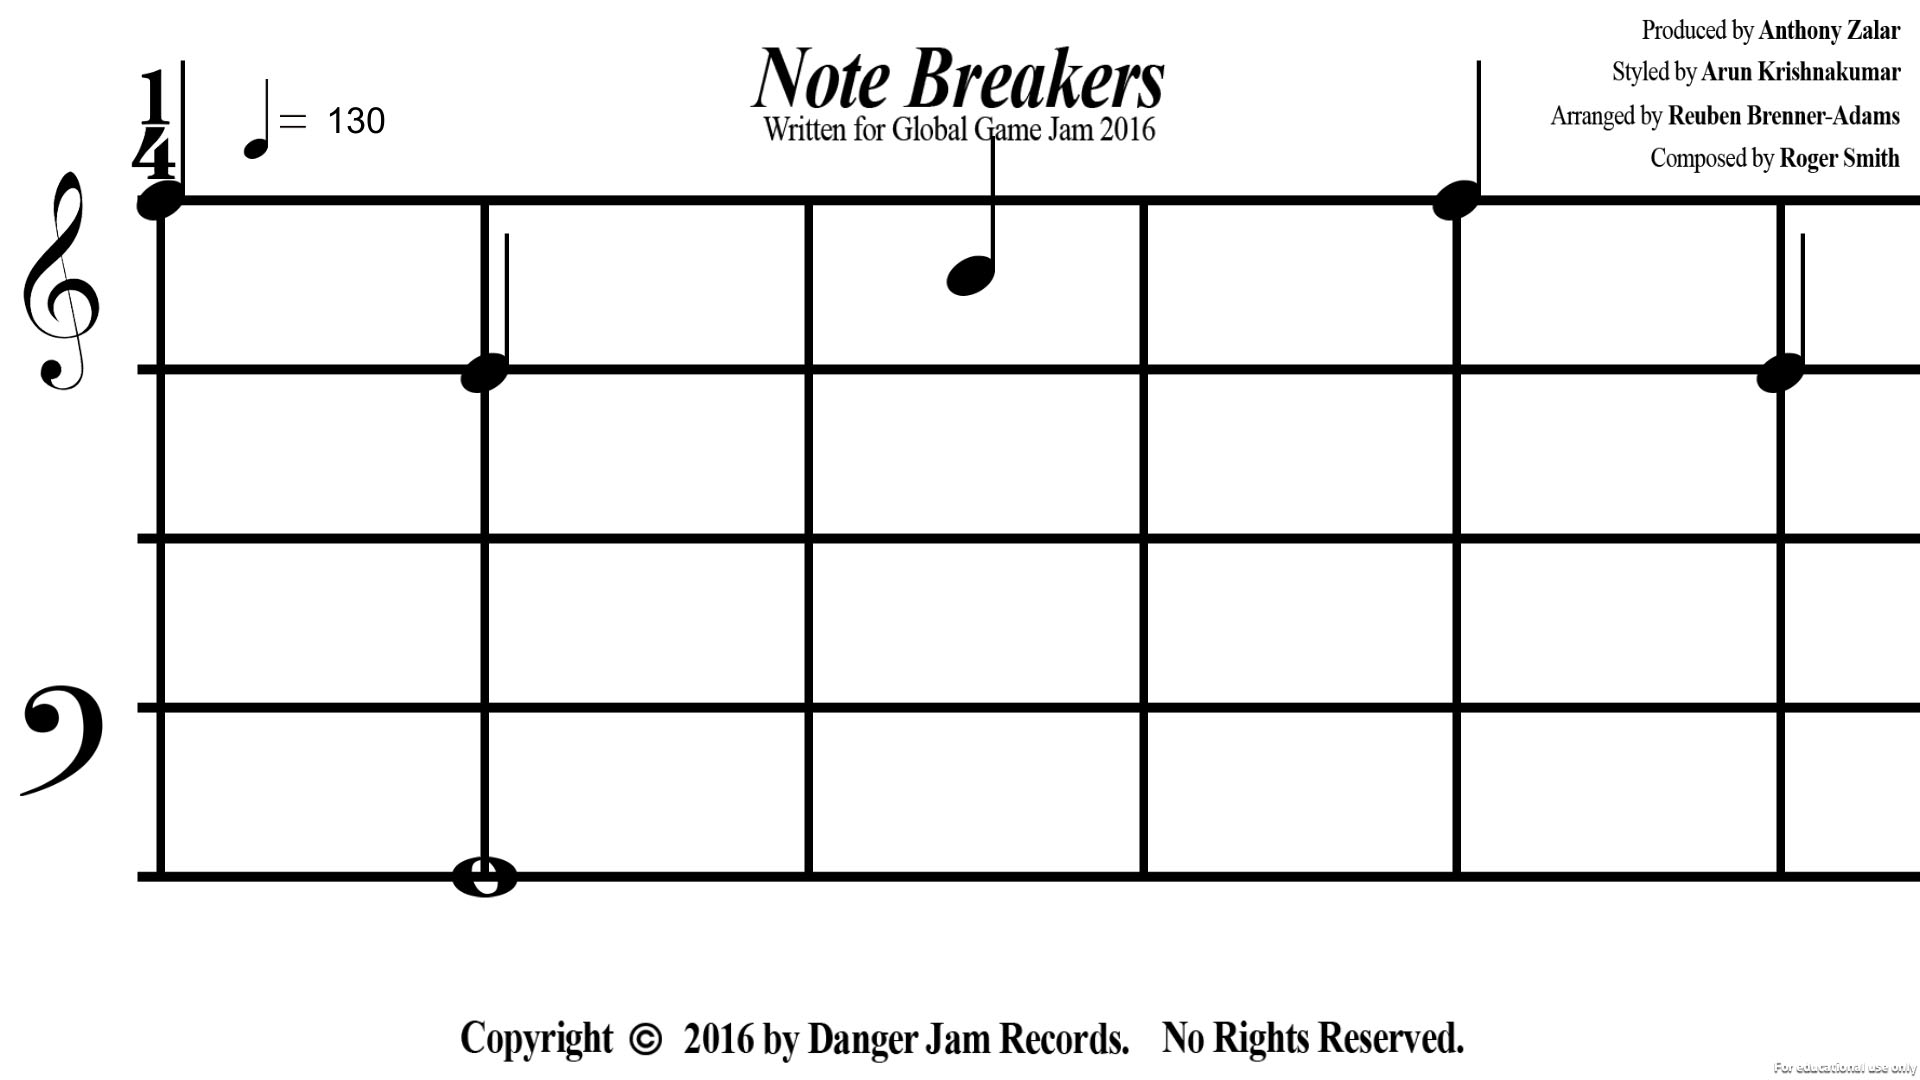 Note Breakers
Written for Global Game Jam 2016
Produced by Anthony Zalar
Styled by Arun Krishnakumar
Arranged by Reuben Brenner-Adams
Composed by Roger Smith
1
4
= 130
Copyright © 2016 by Danger Jam Records. No Rights Reserved.
For educational use only